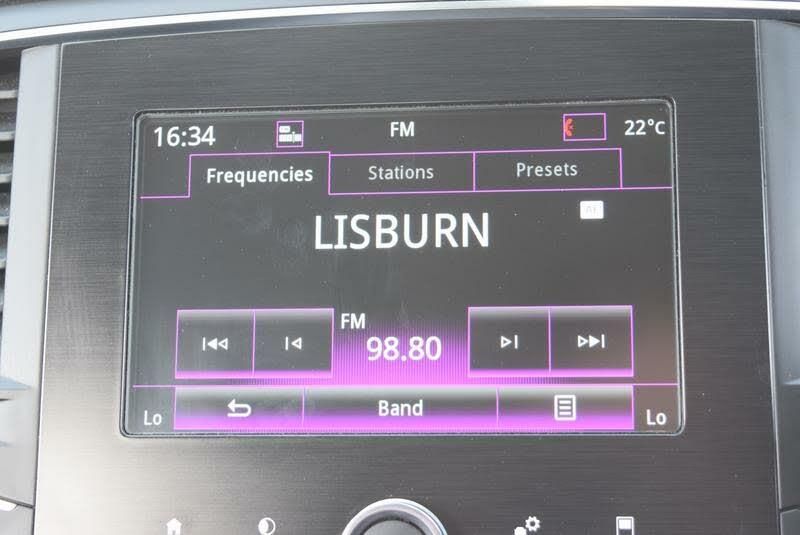 16:34 FM 22°C
Frequencies Stations Presets
AF
LISBURN
FM
98.80
Lo Band Lo